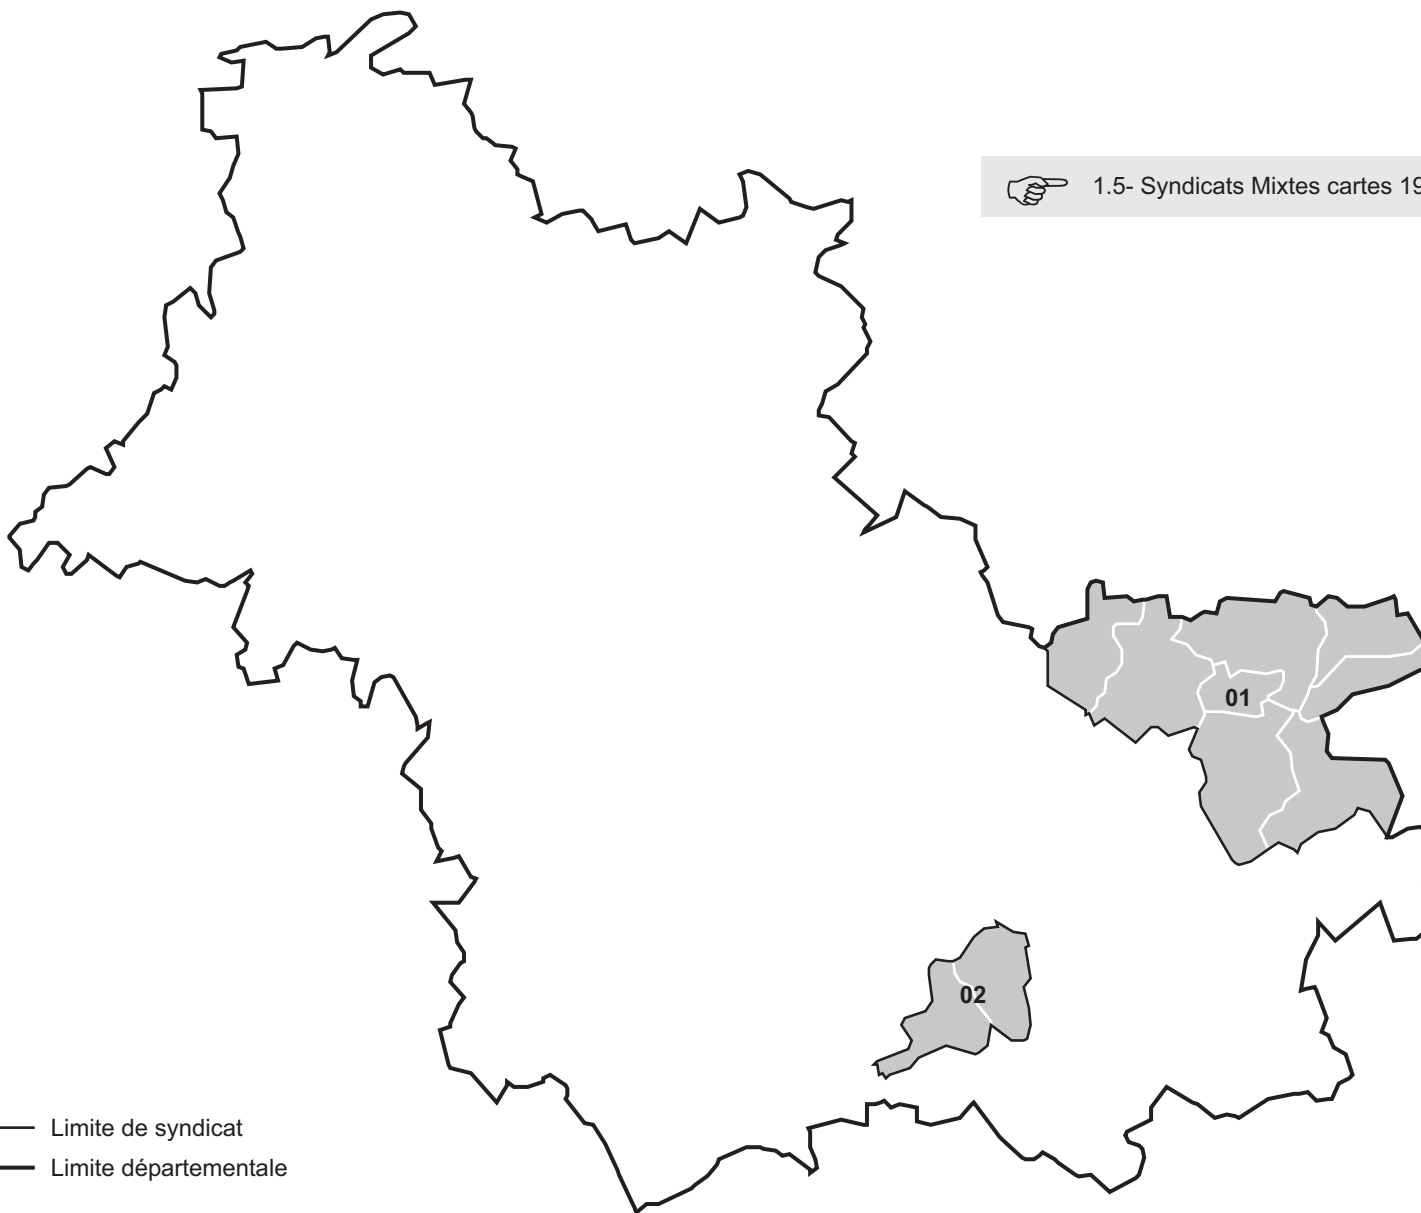 1.5- Syndicats Mixtes cartes 19
01
02
Limite de syndicat
Limite départementale